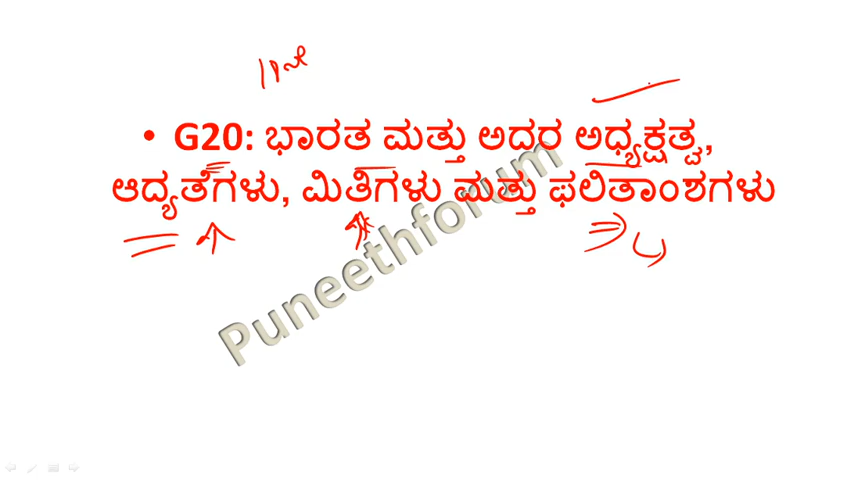 • G20: ಭಾರತ ಮತ್ತು ಅದರ ಅಧ್ಯಕ್ಷತ್ವ,
ಆದ್ಯತೆಗಳು, ಮಿತಿಗಳು ಮತ್ತು ಫಲಿತಾಂಶಗಳು
Puneethforum